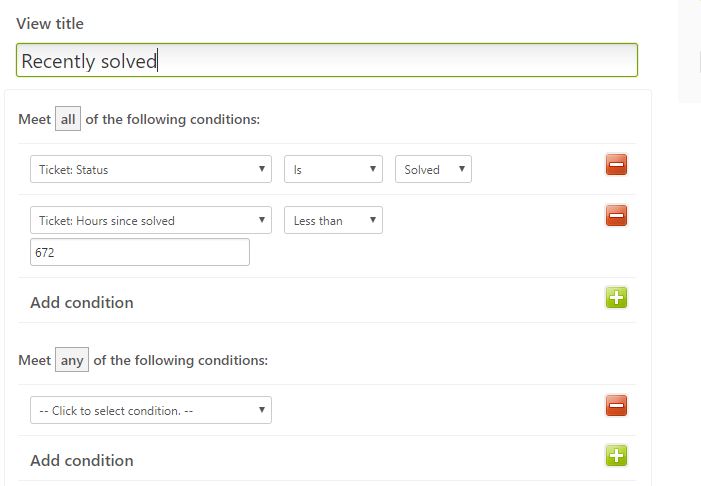 View title
Recently solved
Meet all of the following conditions:
Ticket: Status Is Solved
Ticket: Hours since solved Less than
672
Add condition
Meet any of the following conditions:
-- Click to select condition. --
Add condition